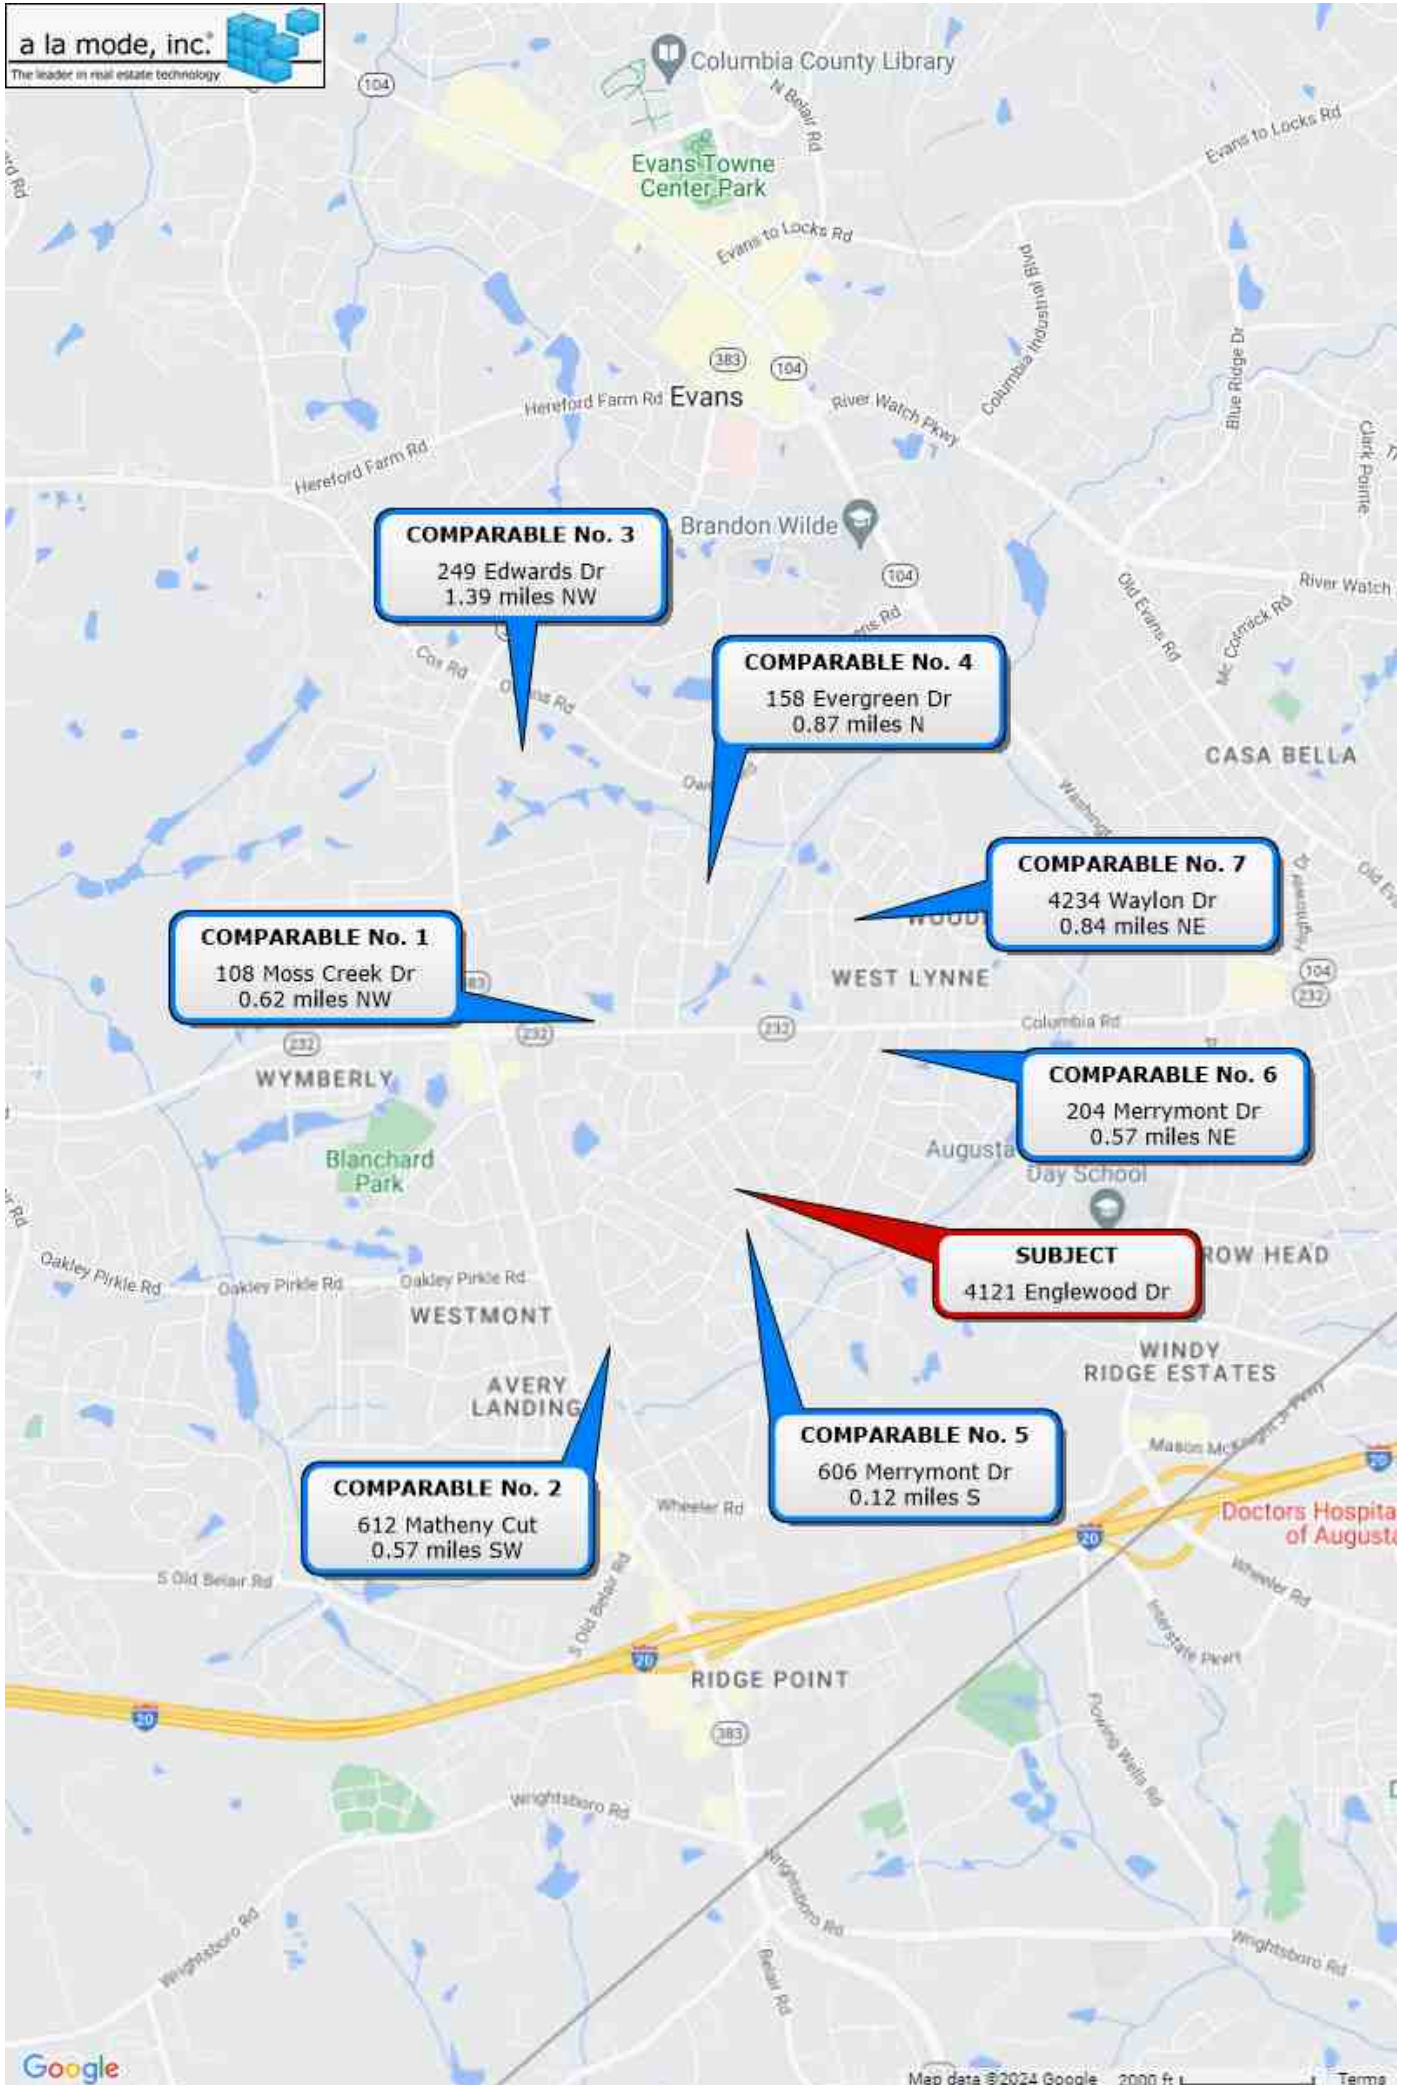 a la mode, inc.
The leader in real estate technology
104
Columbia County Library
N Belair Rd
Evans to Locks Rd
Evans Towne
Center Park
Evans to Locks Rd
Columbia Industrial Blvd
Blue Ridge Dr
383
104
Hereford Farm Rd
Evans
River Watch Pkwy
Clark Pointe
Hereford Farm Rd
COMPARABLE No. 3
249 Edwards Dr
1.39 miles NW
Brandon Wilde
104
Old Evans Rd
River Watch
Mc Cormick Rd
Cox Rd
Owens Rd
COMPARABLE No. 4
158 Evergreen Dr
0.87 miles N
CASA BELLA
COMPARABLE No. 7
4234 Waylon Dr
0.84 miles NE
Hightower Dr
COMPARABLE No. 1
108 Moss Creek Dr
0.62 miles NW
WEST LYNNE
104
232
232
232
232
Columbia Rd
WYMBERLY
COMPARABLE No. 6
204 Merrymont Dr
0.57 miles NE
Blanchard
Park
Augusta
Day School
SUBJECT
4121 Englewood Dr
ROW HEAD
Oakley Pirkle Rd
Oakley Pirkle Rd
Oakley Pirkle Rd
WESTMONT
WINDY
RIDGE ESTATES
AVERY
LANDING
COMPARABLE No. 5
606 Merrymont Dr
0.12 miles S
20
COMPARABLE No. 2
612 Matheny Cut
0.57 miles SW
Wheeler Rd
Doctors Hospita
of Augusta
20
S Old Belair Rd
S Old Belair Rd
Wheeler Rd
Interstate Pkwy
20
RIDGE POINT
20
383
Flowing Wells Rd
Wrightsboro Rd
Wrightsboro Rd
Wrightsboro Rd
Wrightsboro Rd
Belair Rd
Google
Map data ©2024 Google
2000 ft
Terms